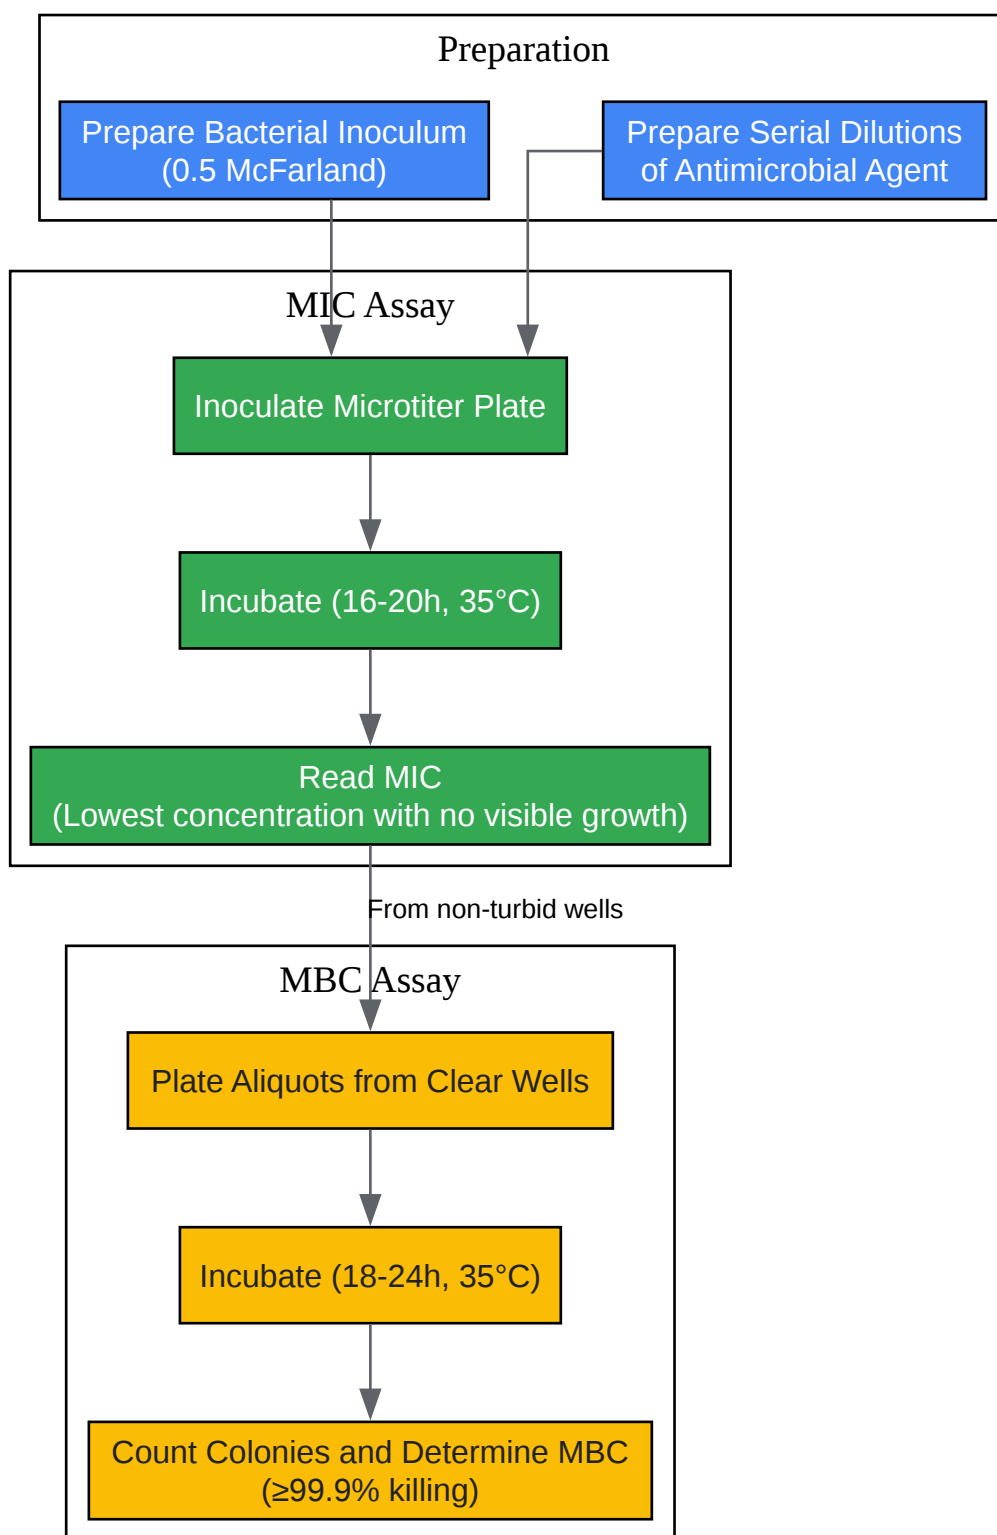 Preparation
Prepare Bacterial Inoculum
(0.5 McFarland)
Prepare Serial Dilutions
of Antimicrobial Agent
MIC Assay
Inoculate Microtiter Plate
Incubate (16-20h, 35°C)
Read MIC
(Lowest concentration with no visible growth)
From non-turbid wells
MBC Assay
Plate Aliquots from Clear Wells
Incubate (18-24h, 35°C)
Count Colonies and Determine MBC
(≥99.9% killing)